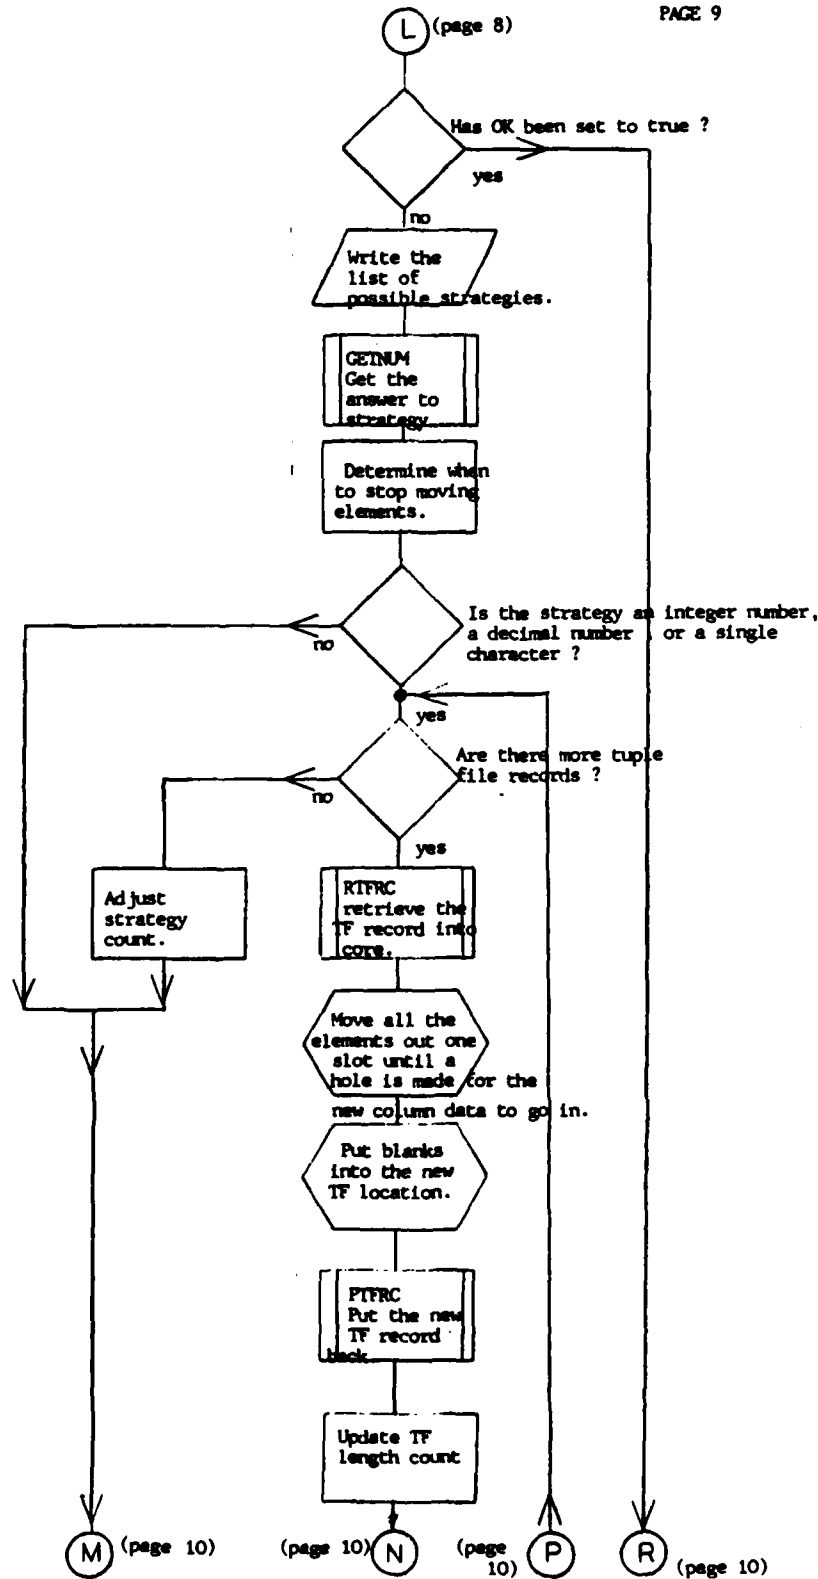 PAGE 9
L (page 8)
Has OK been set to true ?
yes
no
Write the
list of
possible strategies.
GETNUM
Get the
answer to
strategy
Determine when
to stop moving
elements.
Is the strategy an integer number,
a decimal number , or a single
character ?
no
yes
Are there more tuple
file records ?
no
yes
Adjust
strategy
count.
RTFRC
retrieve the
TF record into
core.
Move all the
elements out one
slot until a
hole is made for the
new column data to go in.
Put blanks
into the new
TF location.
PTFRC
Put the new
TF record
back
Update TF
length count
M (page 10)
(page 10) N
(page
10) P
R (page 10)